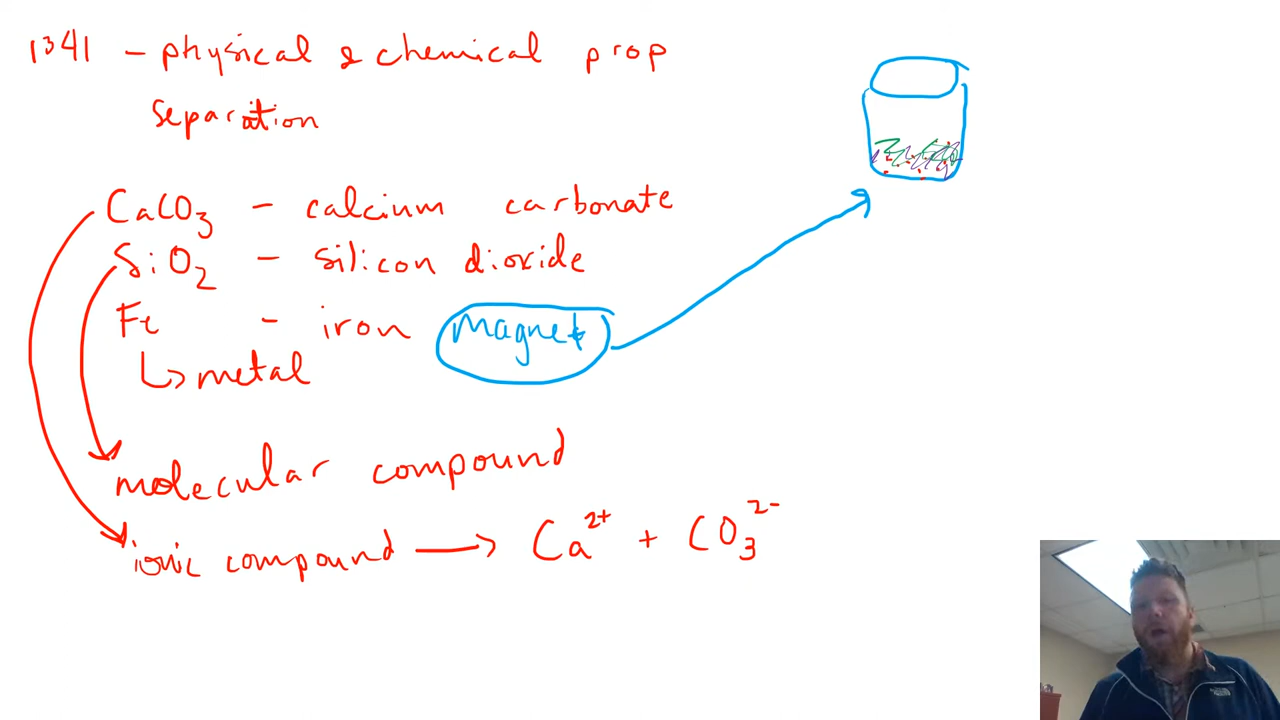 1341 - physical & chemical prop
separation
CaCO3 - calcium carbonate
SiO2 - silicon dioxide
Fe - iron magnet
↳ metal
molecular compound
ionic compound → Ca²⁺ + CO3²⁻